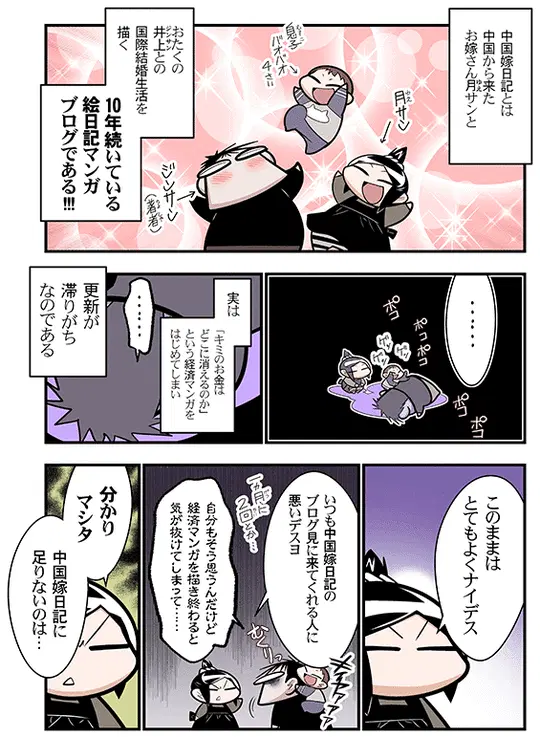 中国嫁日記とは
中国から来た
お嫁さん月サンと
月サン
息子
バオバオ
4さい
ジンサン
(著者)
おたくの
井上との
ジンサン
国際結婚生活を
描く
10年続いている
絵日記マンガ
ブログである!!!
……
ポコ
ポコ
ポコ
ポコ
ポコ
実は
「キミのお金は
どこに消えるのか」
という経済マンガを
はじめてしまい
……
更新が
滞りがち
なのである
このままは
とてもよくナイデス
いつも中国嫁日記の
ブログ見に来てくれる人に
悪いデスヨ
一ヵ月に
2回とか…
自分もそう思うんだけど
経済マンガを描き終わると
気が抜けてしまって……
むくりっ
分かり
マシタ
中国嫁日記に
足りないのは…